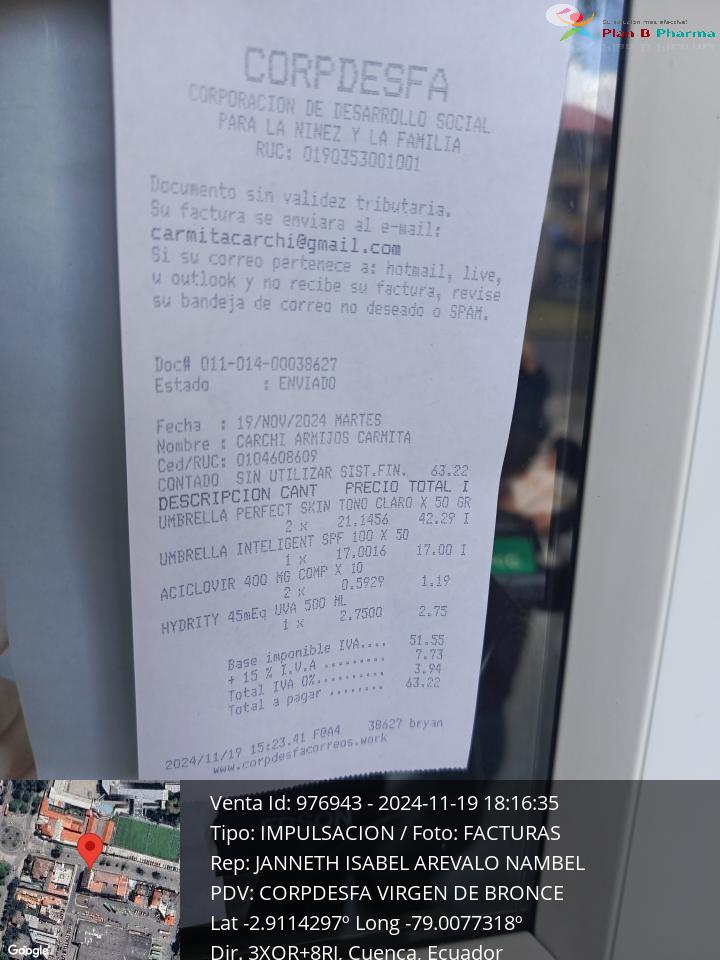 Su solucion mas efectiva!
Plan B Pharma
CORPDESFA
CORPORACION DE DESARROLLO SOCIAL
PARA LA NINEZ Y LA FAMILIA
RUC: 0190353001001
Documento sin validez tributaria.
Su factura se enviara al e-mail:
carmitacarchi@gmail.com
Si su correo pertenece a: hotmail, live,
u outlook y no recibe su factura, revise
su bandeja de correo no deseado o SPAM.
Doc# 011-014-00038627
Estado : ENVIADO
Fecha : 19/NOV/2024 MARTES
Nombre : CARCHI ARMIJOS CARMITA
Ced/RUC: 0104608609
CONTADO SIN UTILIZAR SIST.FIN. 63.22
DESCRIPCION CANT PRECIO TOTAL I
UMBRELLA PERFECT SKIN TONO CLARO X 50 GR
2 x 21.1456 42.29 I
UMBRELLA INTELIGENT SPF 100 X 50
1 x 17.0016 17.00 I
ACICLOVIR 400 MG COMP X 10
2 x 0.5929 1.19
HYDRITY 45mEq UVA 500 ML
1 x 2.7500 2.75
Base imponible IVA.... 51.55
+ 15 % I.V.A .......... 7.73
Total IVA 0%........... 3.94
Total a pagar ........ 63.22
2024/11/19 15:23.41 F@A4 38627 bryan
www.corpdesfacorreos.work
EPSON
Venta Id: 976943 - 2024-11-19 18:16:35
Tipo: IMPULSACION / Foto: FACTURAS
Rep: JANNETH ISABEL AREVALO NAMBEL
PDV: CORPDESFA VIRGEN DE BRONCE
Lat -2.9114297º Long -79.0077318º
Dir. 3XQR+8RJ, Cuenca, Ecuador
Google